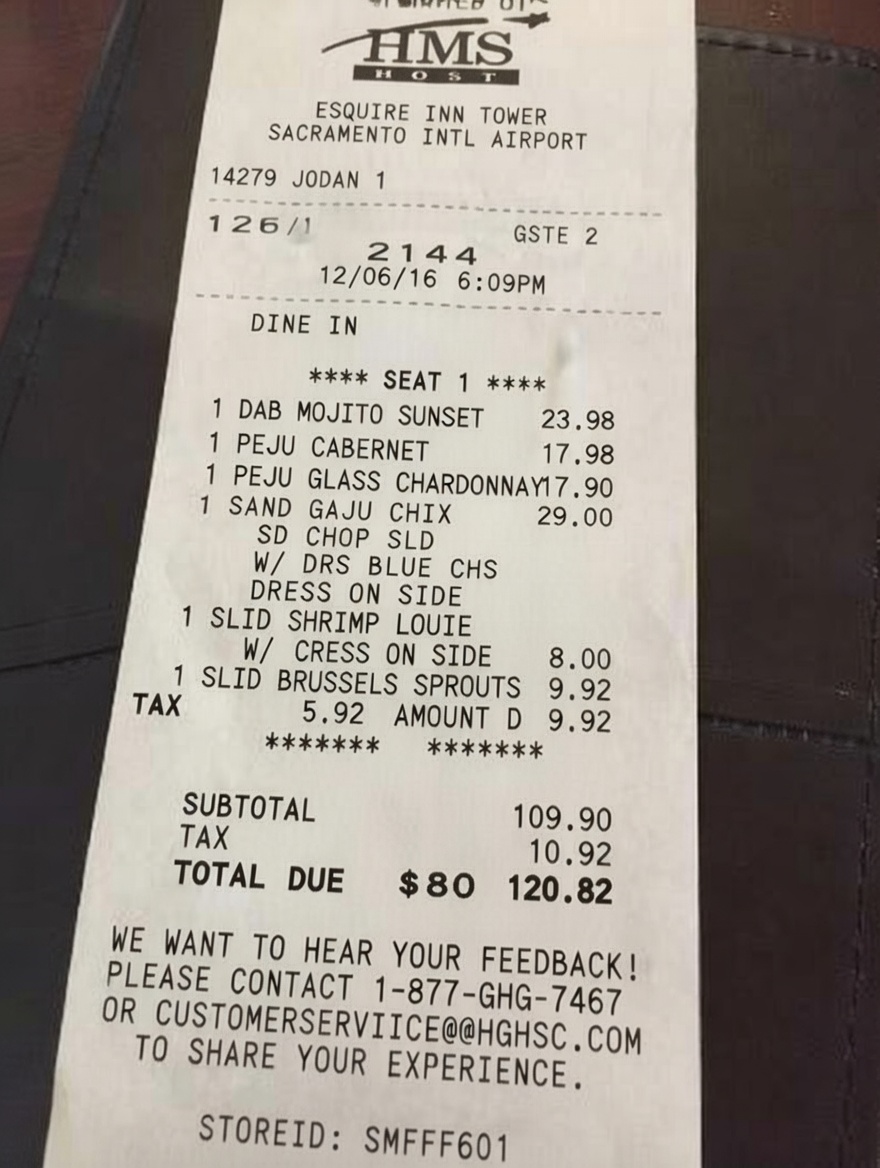 HMS
HOST
ESQUIRE INN TOWER
SACRAMENTO INTL AIRPORT
14279 JODAN 1
126/1 GSTE 2
2144
12/06/16 6:09PM
DINE IN
**** SEAT 1 ****
1 DAB MOJITO SUNSET 23.98
1 PEJU CABERNET 17.98
1 PEJU GLASS CHARDONNAY 17.90
1 SAND GAJU CHIX 29.00
SD CHOP SLD
W/ DRS BLUE CHS
DRESS ON SIDE
1 SLID SHRIMP LOUIE
W/ CRESS ON SIDE 8.00
1 SLID BRUSSELS SPROUTS 9.92
TAX 5.92 AMOUNT D 9.92
******* *******
SUBTOTAL 109.90
TAX 10.92
TOTAL DUE $80 120.82
WE WANT TO HEAR YOUR FEEDBACK!
PLEASE CONTACT 1-877-GHG-7467
OR CUSTOMERSERVIICE@@HGHSC.COM
TO SHARE YOUR EXPERIENCE.
STOREID: SMFFF601